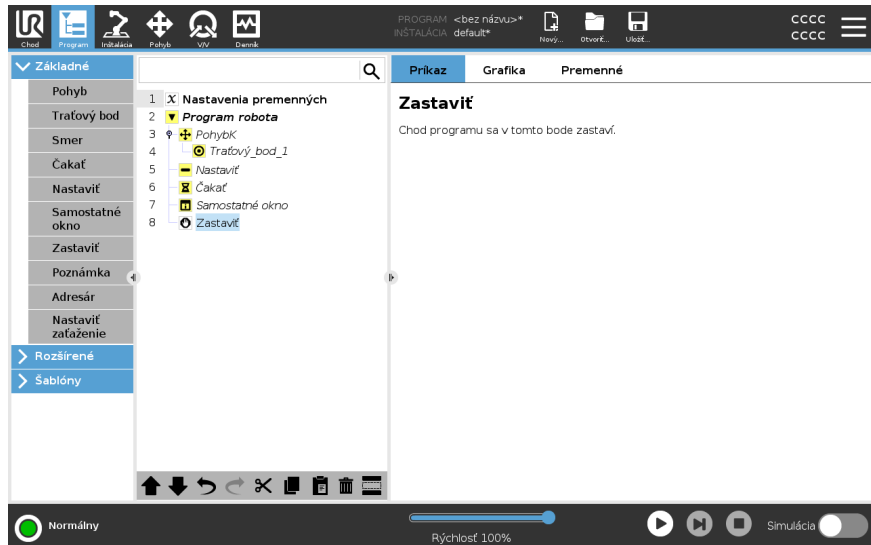 PROGRAM <bez názvu>*
INŠTALÁCIA default*
Chod
Program
Inštalácia
Pohyb
V/V
Denník
Nový...
Otvoriť...
Uložiť...
cccc
cccc
Základné
Pohyb
Traťový bod
Smer
Čakať
Nastaviť
Samostatné
okno
Zastaviť
Poznámka
Adresár
Nastaviť
zaťaženie
Rozšírené
Šablóny
1 X Nastavenia premenných
2 Program robota
3 PohybK
4 Traťový_bod_1
5 Nastaviť
6 Čakať
7 Samostatné okno
8 Zastaviť
Príkaz Grafika Premenné
Zastaviť
Chod programu sa v tomto bode zastaví.
Normálny
Rýchlosť 100%
Simulácia